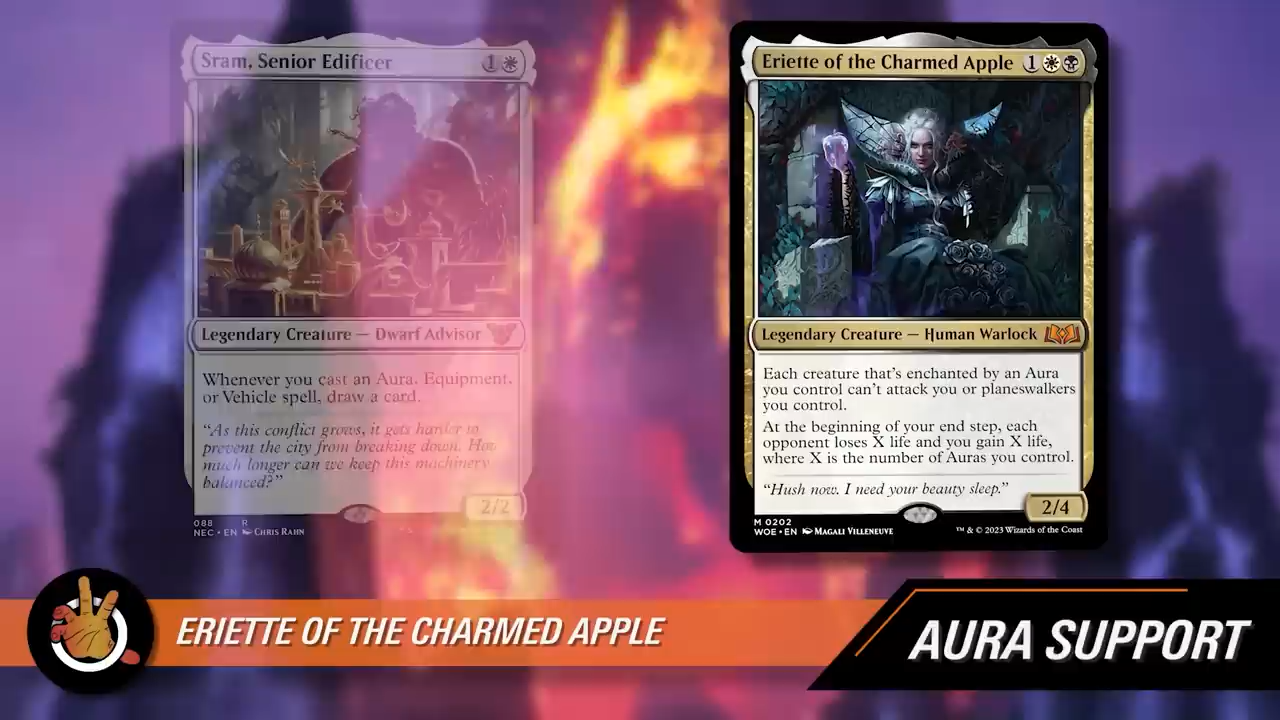 Sram, Senior Edificer 1
Legendary Creature — Dwarf Advisor
Whenever you cast an Aura, Equipment,
or Vehicle spell, draw a card.
"As this conflict grows, it gets harder to
prevent the city from breaking down. How
much longer can we keep this machinery
balanced?"
2/2
088 R
NEC • EN Chris Rahn
Eriette of the Charmed Apple 1
Legendary Creature — Human Warlock
Each creature that's enchanted by an Aura
you control can't attack you or planeswalkers
you control.
At the beginning of your end step, each
opponent loses X life and you gain X life,
where X is the number of Auras you control.
"Hush now. I need your beauty sleep."
2/4
M 0202
WOE • EN Magali Villeneuve ™ & © 2023 Wizards of the Coast
ERIETTE OF THE CHARMED APPLE
AURA SUPPORT